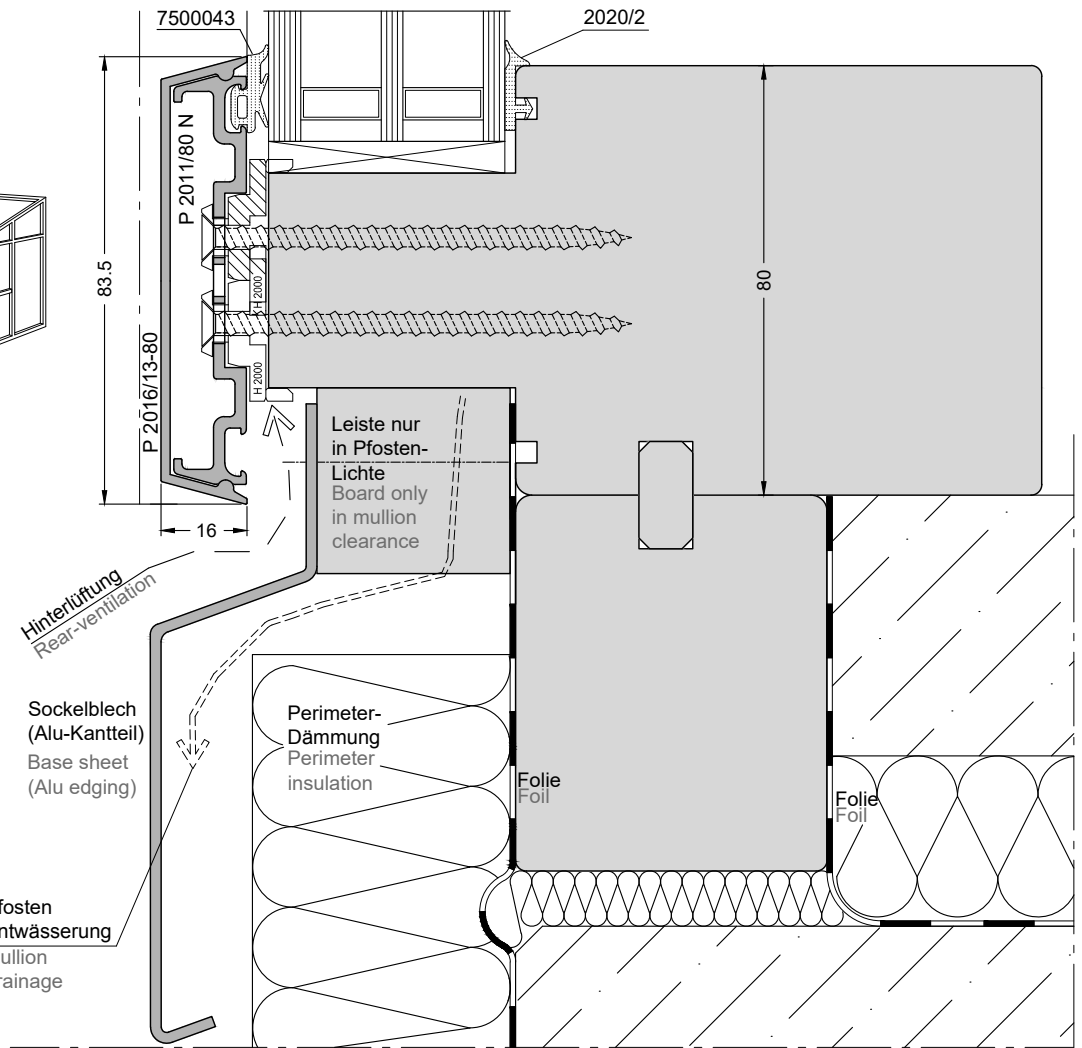 7500043
2020/2
P 2011/80 N
83.5
80
H 2000
H 2000
P 2016/13-80
16
Leiste nur
in Pfosten-
Lichte
Board only
in mullion
clearance
Hinterlüftung
Rear-ventilation
Sockelblech
(Alu-Kantteil)
Base sheet
(Alu edging)
Perimeter-
Dämmung
Perimeter
insulation
Folie
Foil
Folie
Foil
fosten
ntwässerung
ullion
rainage